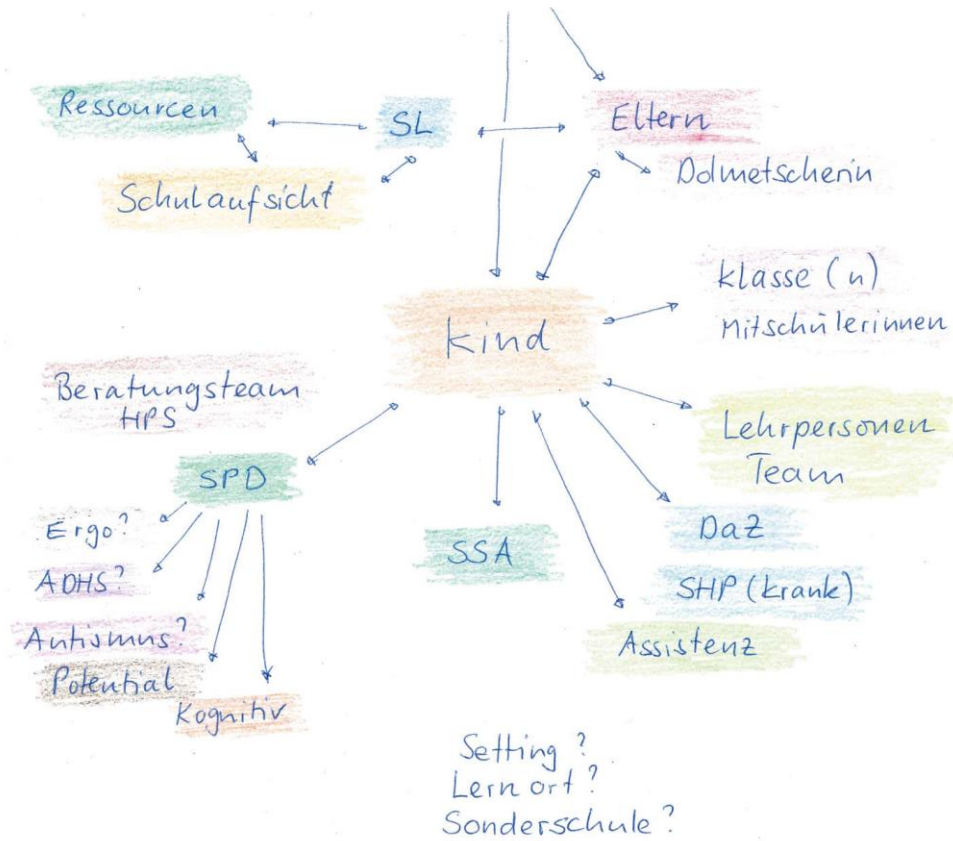 Ressourcen
SL
Eltern
Schulaufsicht
Dolmetscherin
Klasse (n)
Mitschülerinnen
Kind
Beratungsteam
HPS
Lehrpersonen
Team
SPD
DaZ
Ergo?
SSA
ADHS?
SHP (krank)
Autismus?
Assistenz
Potential
Kognitiv
Setting ?
Lernort ?
Sonderschule ?